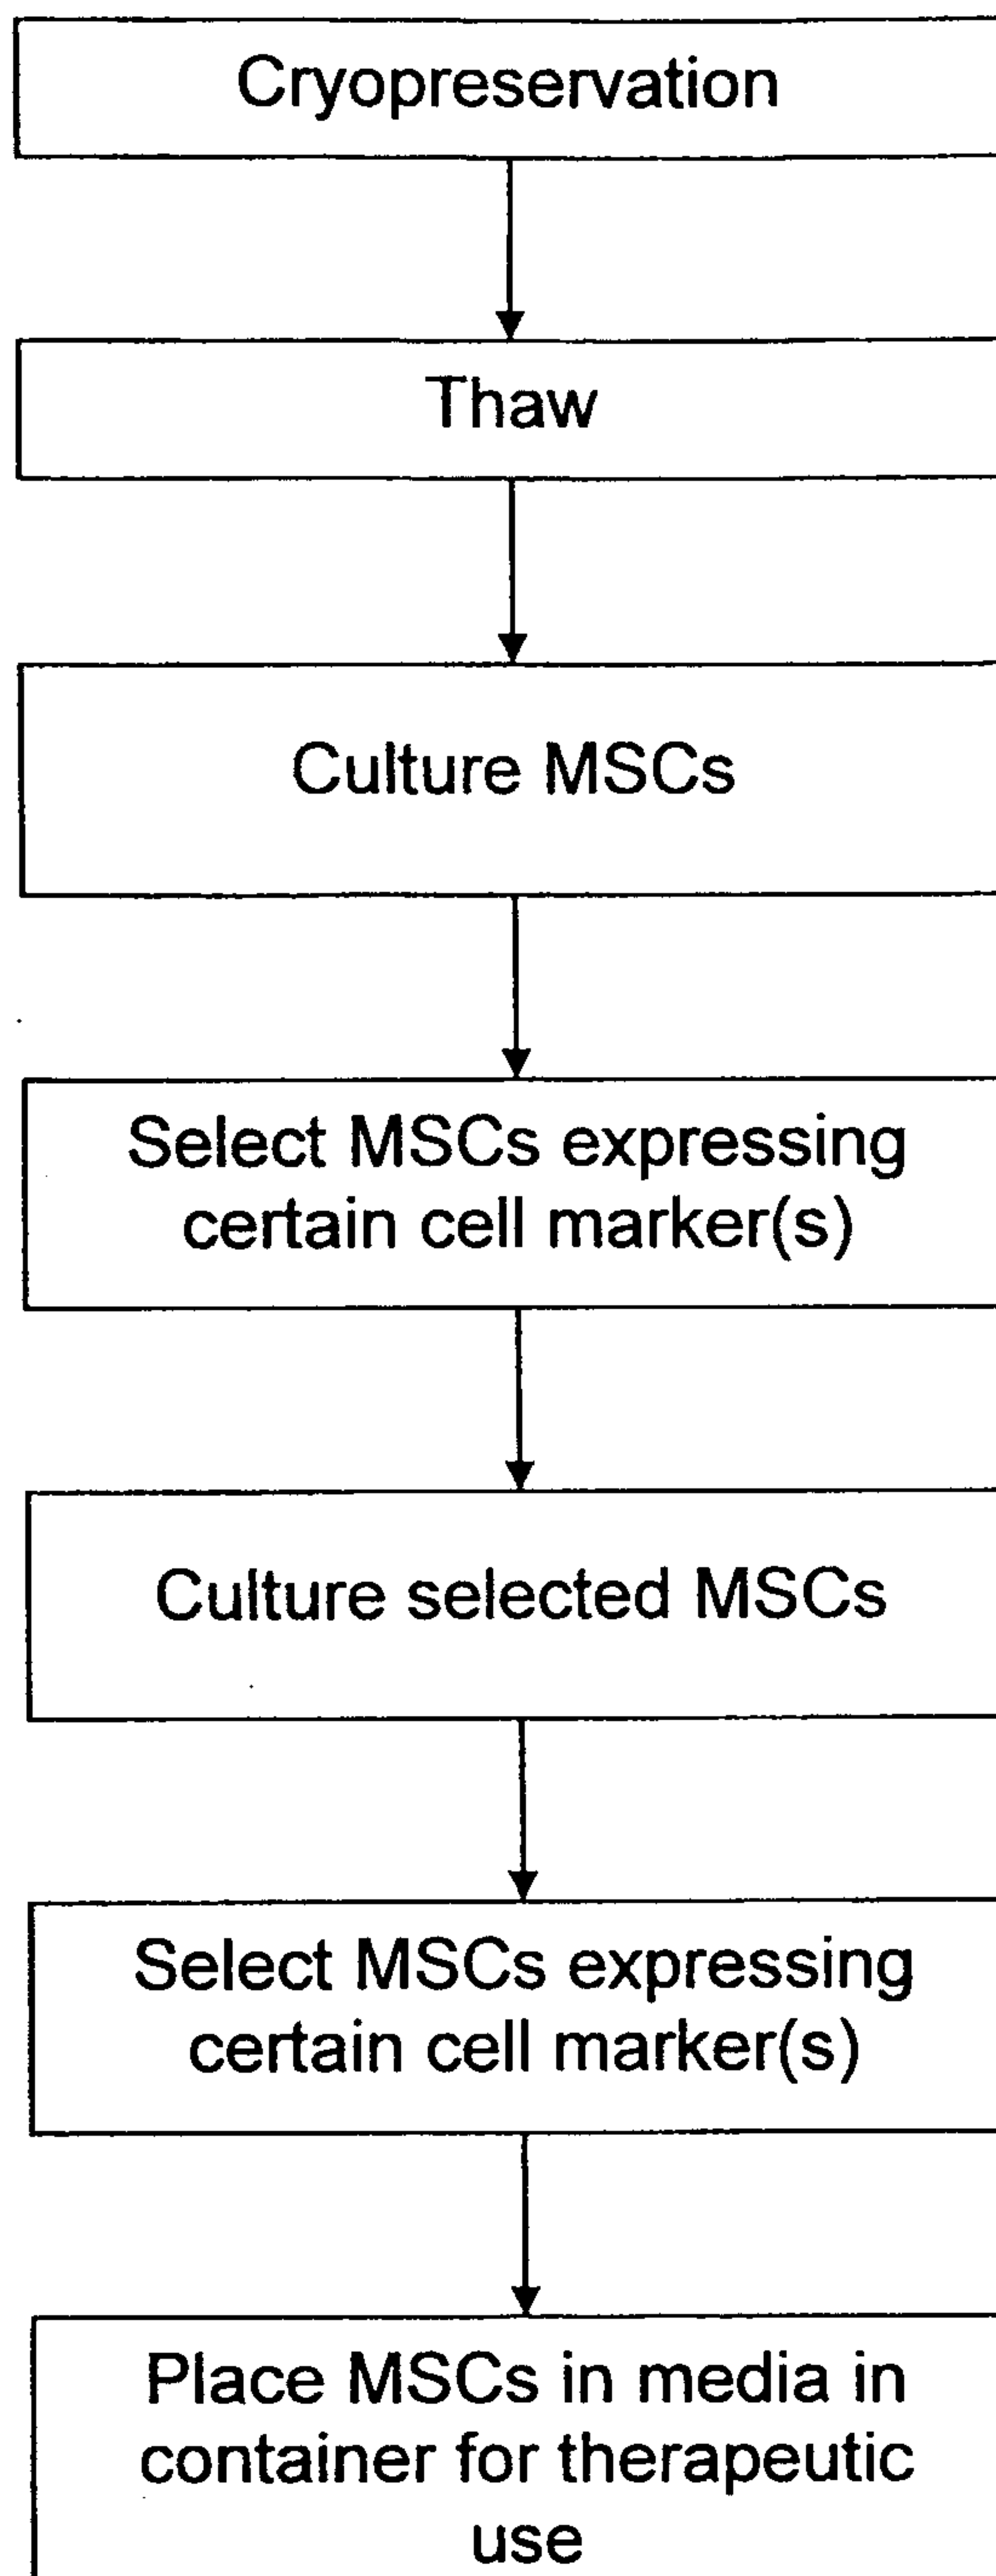 Cryopreservation
Thaw
Culture MSCs
Select MSCs expressing
certain cell marker(s)
Culture selected MSCs
Select MSCs expressing
certain cell marker(s)
Place MSCs in media in
container for therapeutic
use